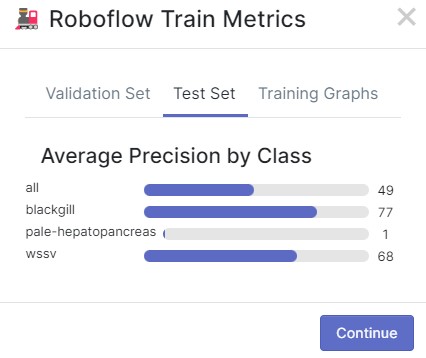 Roboflow Train Metrics
Validation Set Test Set Training Graphs
Average Precision by Class
all 49
blackgill 77
pale-hepatopancreas 1
wssv 68
Continue